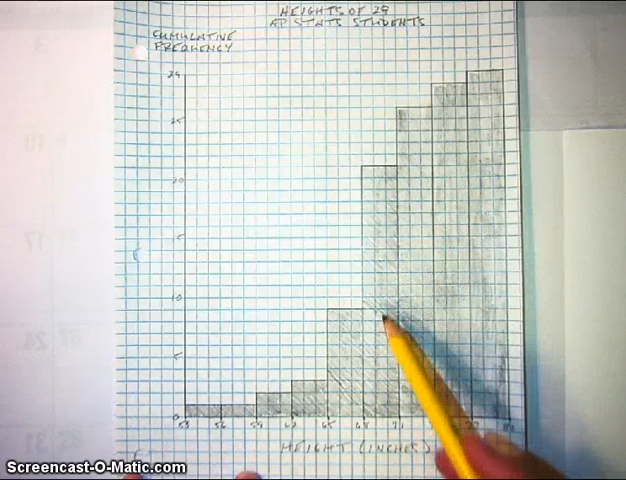 HEIGHTS OF 29
AP STATS STUDENTS
CUMULATIVE
FREQUENCY
29
25
20
15
10
5
0
53 56 59 62 65 68 71
HEIGHT (INCHES)
Screencast-O-Matic.com